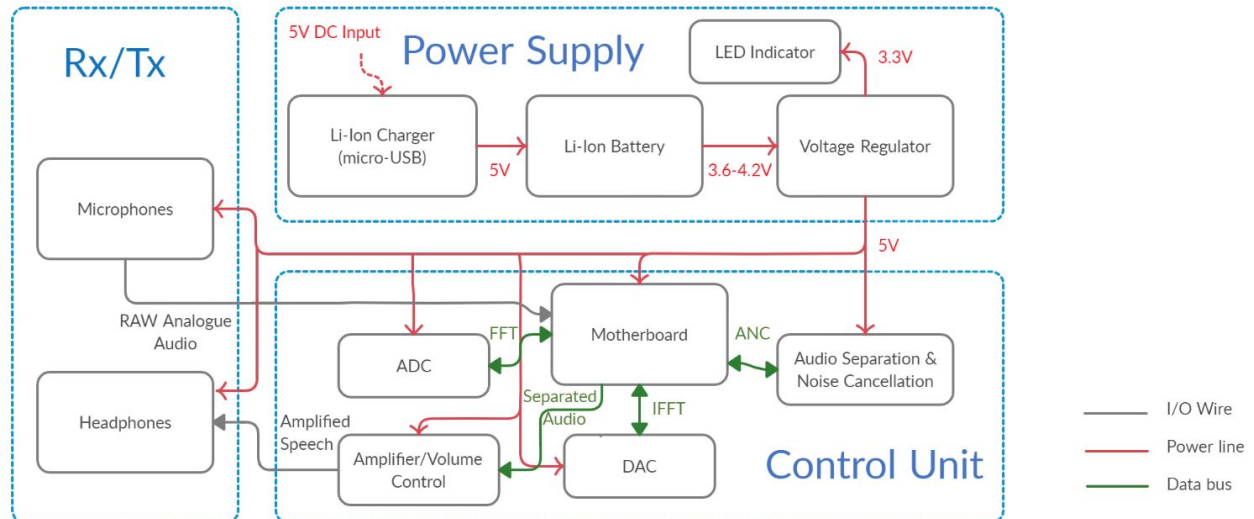 Rx/Tx
Power Supply
5V DC Input
LED Indicator
3.3V
Li-Ion Charger
(micro-USB)
5V
Li-Ion Battery
3.6-4.2V
Voltage Regulator
Microphones
5V
RAW Analogue
Audio
Motherboard
FFT
ANC
ADC
Audio Separation &
Noise Cancellation
Headphones
Separated
Audio
IFFT
Amplified
Speech
Amplifier/Volume
Control
DAC
Control Unit
I/O Wire
Power line
Data bus